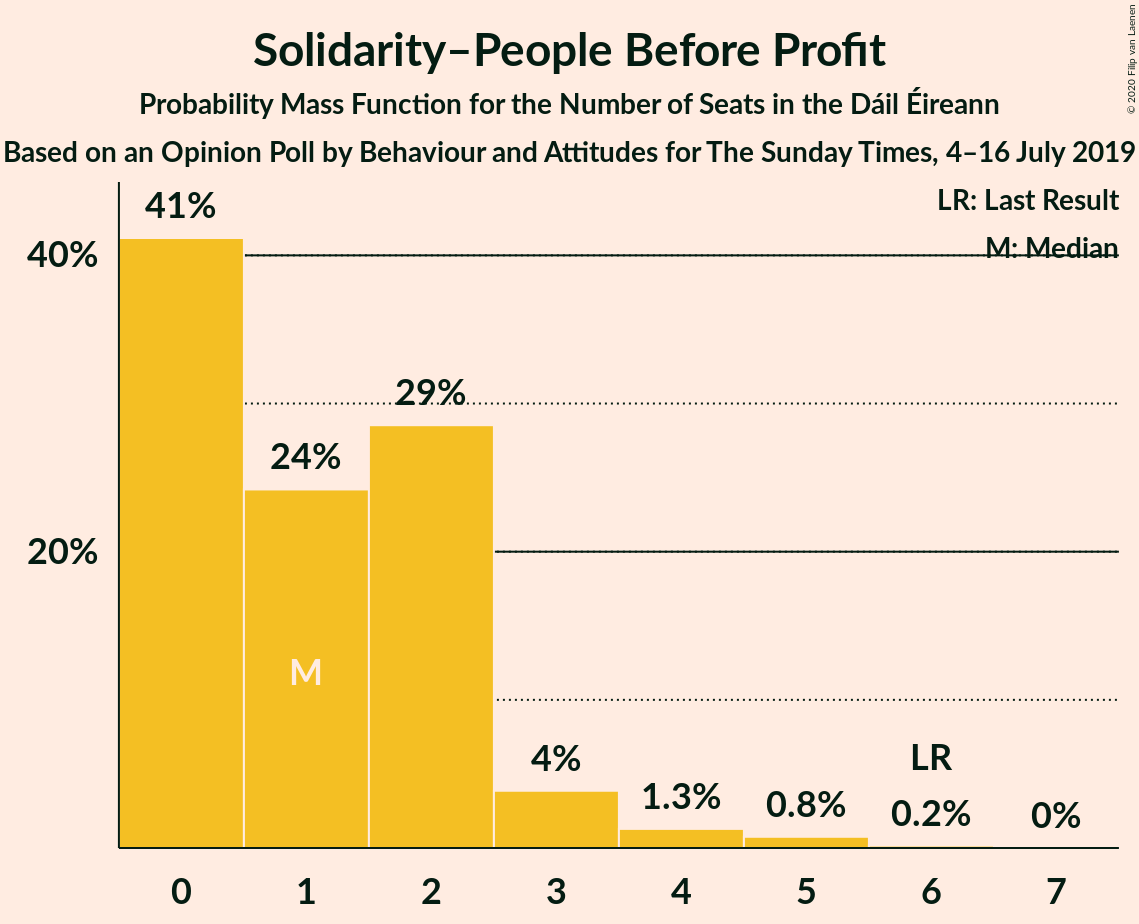 Solidarity–People Before Profit
Probability Mass Function for the Number of Seats in the Dáil Éireann
Based on an Opinion Poll by Behaviour and Attitudes for The Sunday Times, 4–16 July 2019
© 2020 Filip van Laenen
LR: Last Result
M: Median
41%
40%
29%
24%
20%
M
4%
1.3%
0.8%
LR
0.2%
0%
0 1 2 3 4 5 6 7